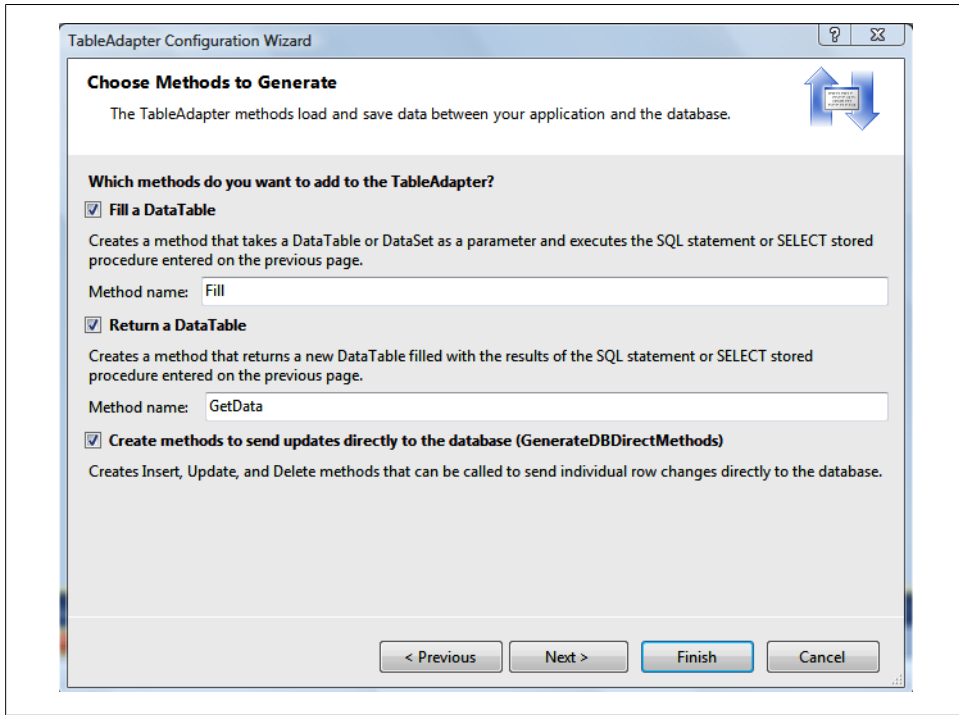 TableAdapter Configuration Wizard
Choose Methods to Generate
The TableAdapter methods load and save data between your application and the database.
Which methods do you want to add to the TableAdapter?
Fill a DataTable
Creates a method that takes a DataTable or DataSet as a parameter and executes the SQL statement or SELECT stored
procedure entered on the previous page.
Method name: Fill
Return a DataTable
Creates a method that returns a new DataTable filled with the results of the SQL statement or SELECT stored
procedure entered on the previous page.
Method name: GetData
Create methods to send updates directly to the database (GenerateDBDirectMethods)
Creates Insert, Update, and Delete methods that can be called to send individual row changes directly to the database.
< Previous Next > Finish Cancel